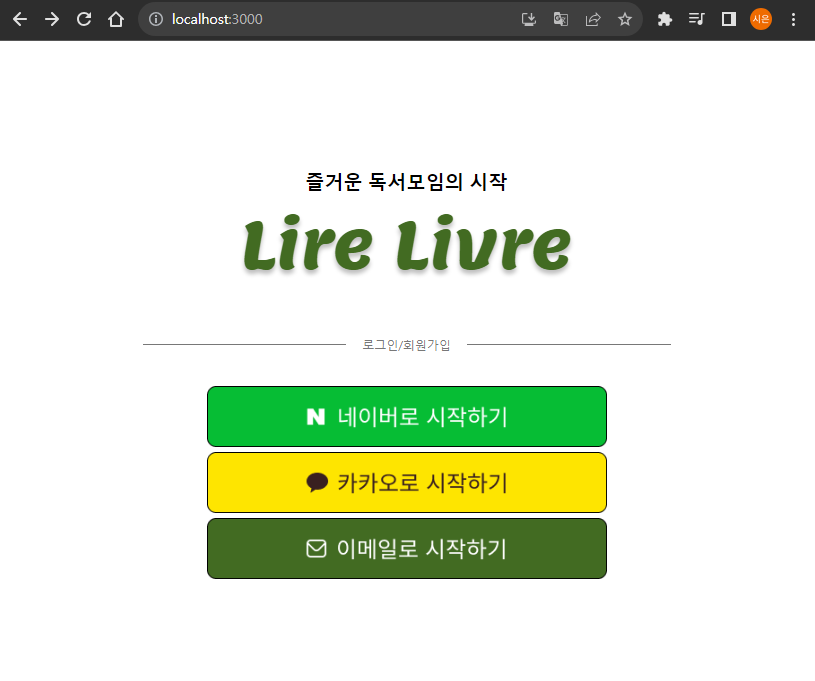 localhost:3000
시은
즐거운 독서모임의 시작
Lire Livre
로그인/회원가입
N 네이버로 시작하기
카카오로 시작하기
이메일로 시작하기